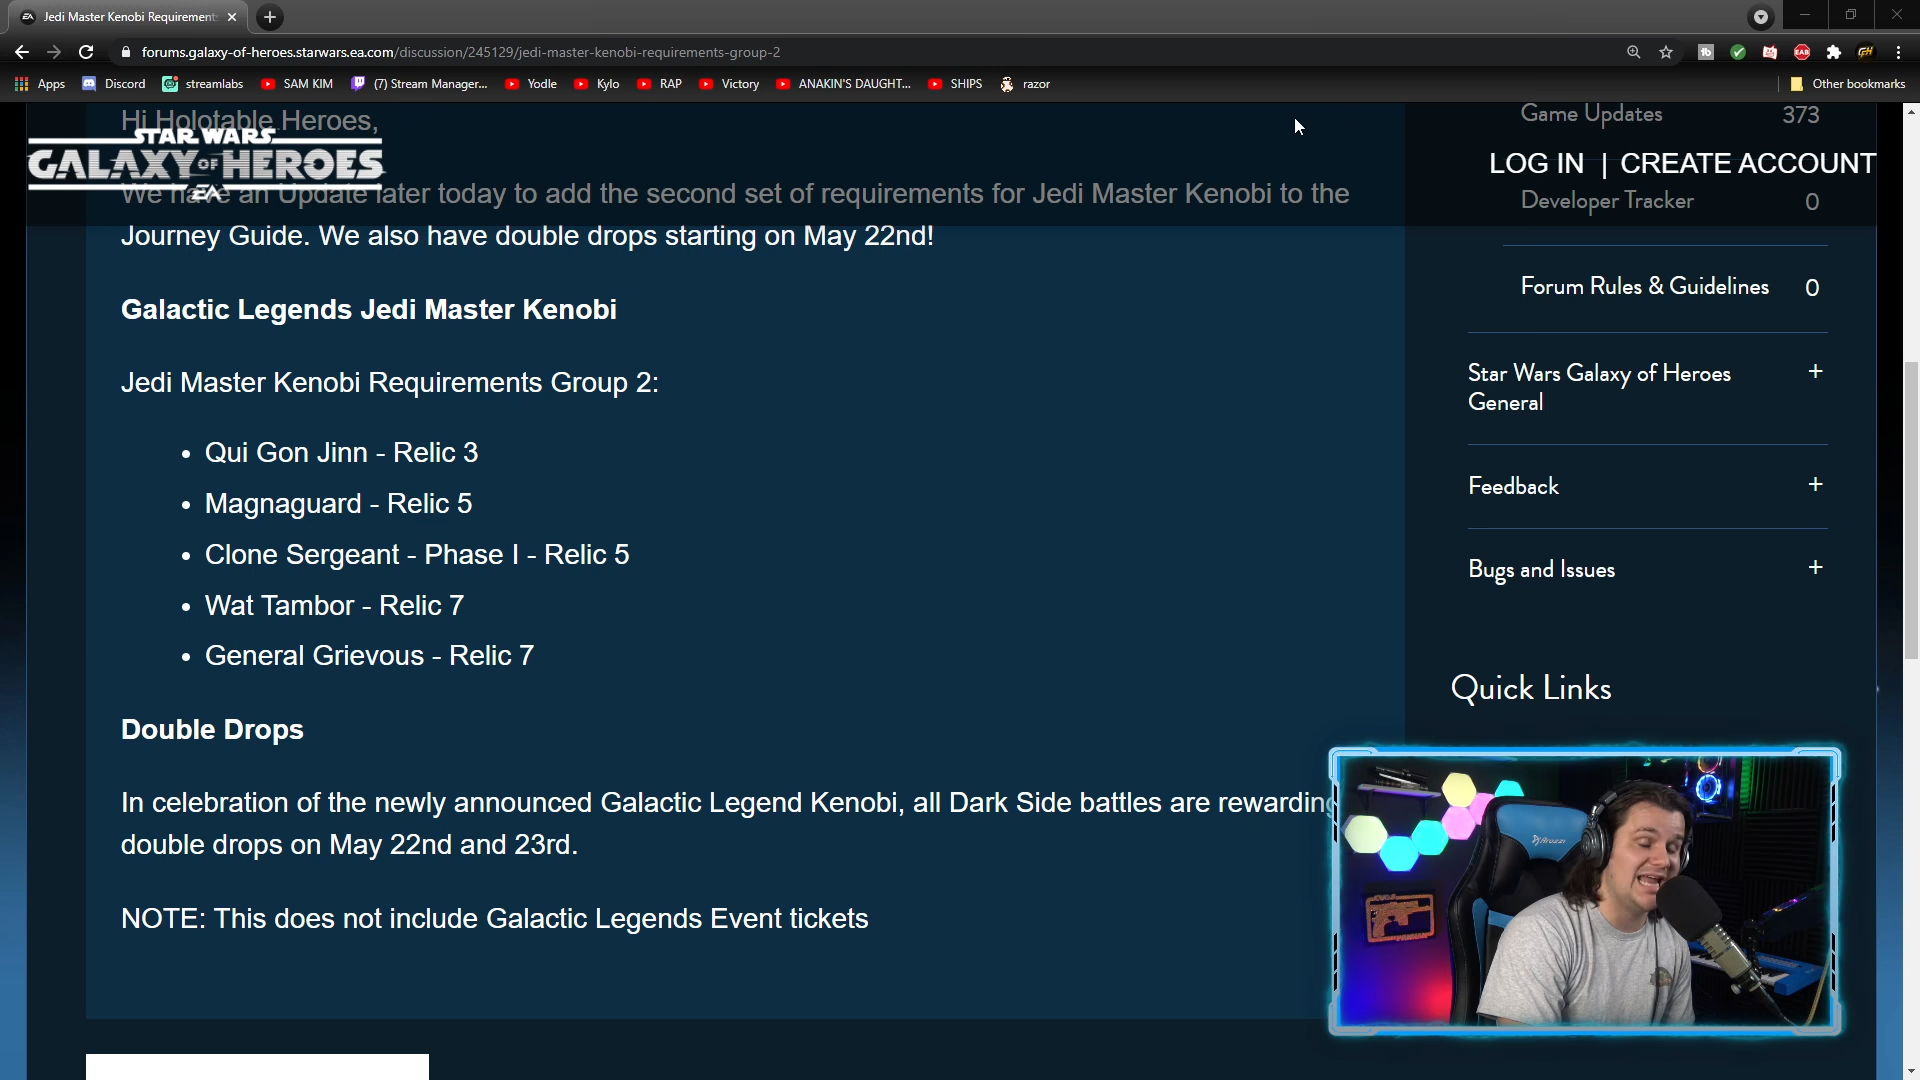 Jedi Master Kenobi Requirement
forums.galaxy-of-heroes.starwars.ea.com/discussion/245129/jedi-master-kenobi-requirements-group-2
Apps Discord streamlabs SAM KIM (7) Stream Manager... Yodle Kylo RAP Victory ANAKIN'S DAUGHT... SHIPS razor Other bookmarks
Hi Holotable Heroes,
STAR WARS
GALAXY OF HEROES
EA
LOG IN | CREATE ACCOUNT
We have an Update later today to add the second set of requirements for Jedi Master Kenobi to the
Journey Guide. We also have double drops starting on May 22nd!
Galactic Legends Jedi Master Kenobi
Jedi Master Kenobi Requirements Group 2:
• Qui Gon Jinn - Relic 3
• Magnaguard - Relic 5
• Clone Sergeant - Phase I - Relic 5
• Wat Tambor - Relic 7
• General Grievous - Relic 7
Double Drops
In celebration of the newly announced Galactic Legend Kenobi, all Dark Side battles are rewarding
double drops on May 22nd and 23rd.
NOTE: This does not include Galactic Legends Event tickets
Game Updates 373
Developer Tracker 0
Forum Rules & Guidelines 0
Star Wars Galaxy of Heroes +
General
Feedback +
Bugs and Issues +
Quick Links
Arozzi